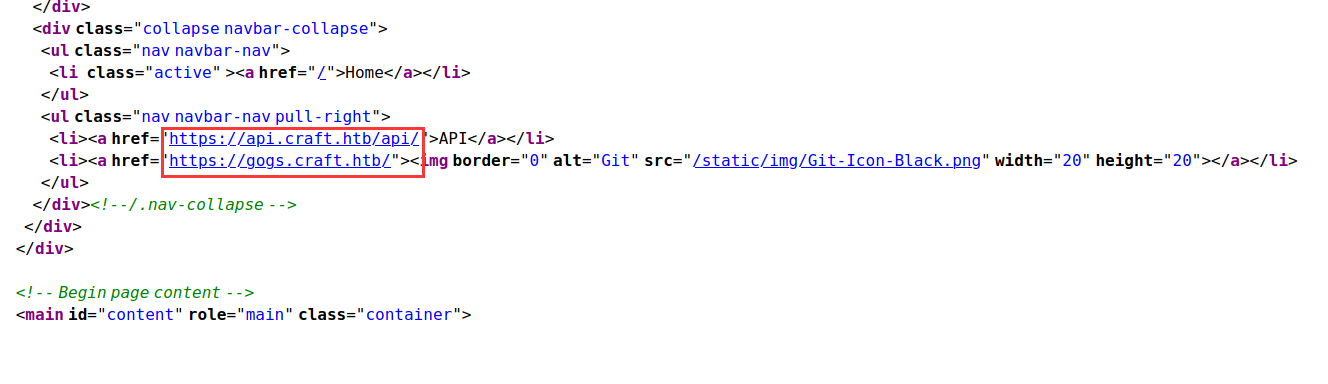 </div>
<div class="collapse navbar-collapse">
<ul class="nav navbar-nav">
<li class="active" ><a href="/">Home</a></li>
</ul>
<ul class="nav navbar-nav pull-right">
<li><a href="https://api.craft.htb/api/">API</a></li>
<li><a href="https://gogs.craft.htb/"><img border="0" alt="Git" src="/static/img/Git-Icon-Black.png" width="20" height="20"></a></li>
</ul>
</div><!--/.nav-collapse -->
</div>
</div>
<!-- Begin page content -->
<main id="content" role="main" class="container">